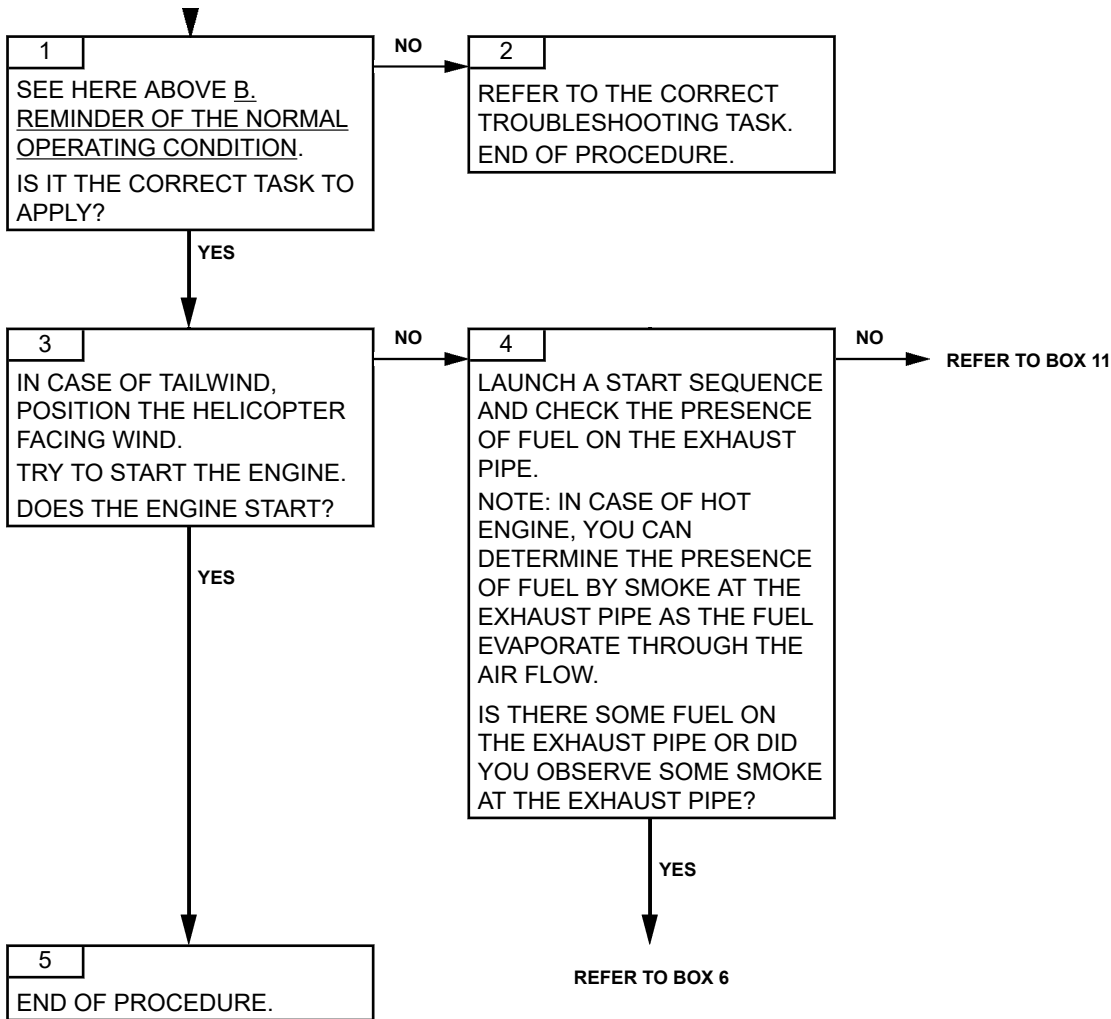 1
SEE HERE ABOVE B.
REMINDER OF THE NORMAL
OPERATING CONDITION.
IS IT THE CORRECT TASK TO
APPLY?
NO
2
REFER TO THE CORRECT
TROUBLESHOOTING TASK.
END OF PROCEDURE.
YES
3
IN CASE OF TAILWIND,
POSITION THE HELICOPTER
FACING WIND.
TRY TO START THE ENGINE.
DOES THE ENGINE START?
NO
4
LAUNCH A START SEQUENCE
AND CHECK THE PRESENCE
OF FUEL ON THE EXHAUST
PIPE.
NOTE: IN CASE OF HOT
ENGINE, YOU CAN
DETERMINE THE PRESENCE
OF FUEL BY SMOKE AT THE
EXHAUST PIPE AS THE FUEL
EVAPORATE THROUGH THE
AIR FLOW.
IS THERE SOME FUEL ON
THE EXHAUST PIPE OR DID
YOU OBSERVE SOME SMOKE
AT THE EXHAUST PIPE?
NO
REFER TO BOX 11
YES
YES
REFER TO BOX 6
5
END OF PROCEDURE.